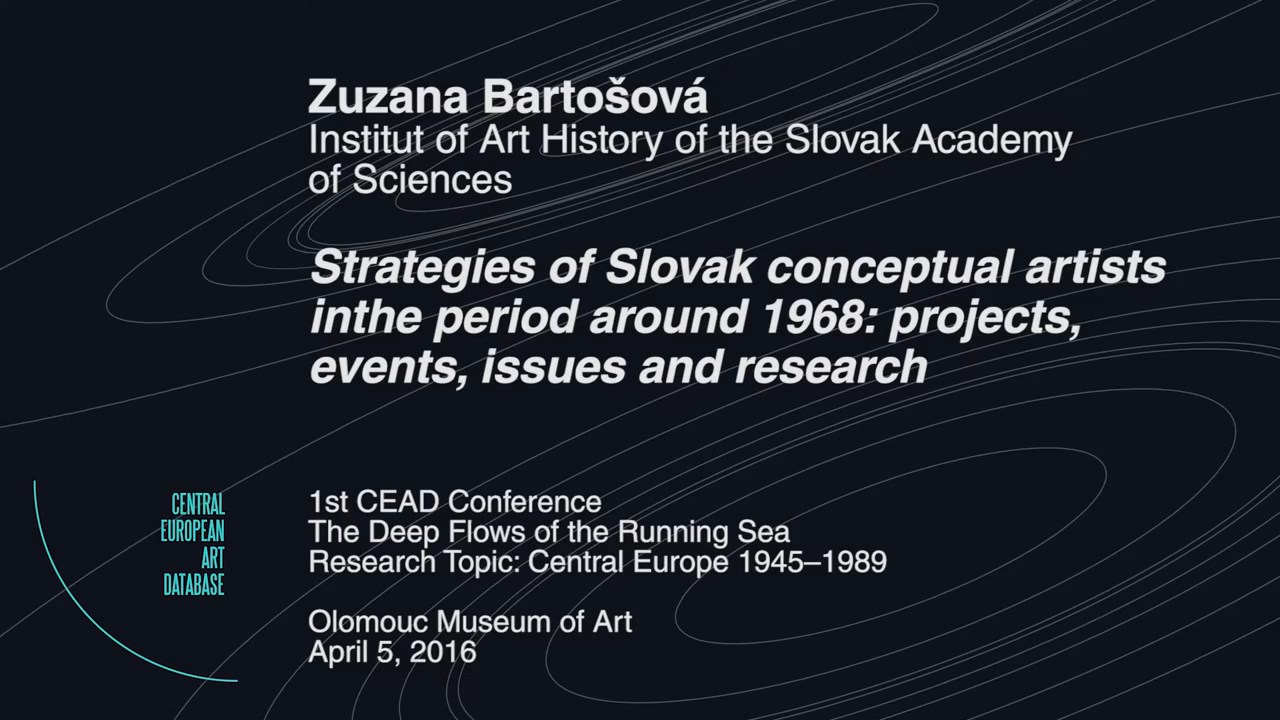 Zuzana Bartošová
Institut of Art History of the Slovak Academy
of Sciences
Strategies of Slovak conceptual artists
inthe period around 1968: projects,
events, issues and research
CENTRAL
EUROPEAN
ART
DATABASE
1st CEAD Conference
The Deep Flows of the Running Sea
Research Topic: Central Europe 1945–1989
Olomouc Museum of Art
April 5, 2016